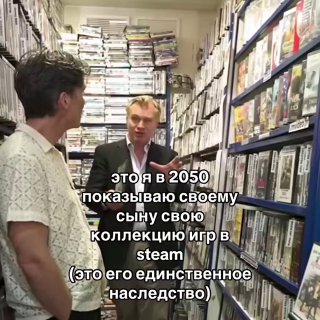 это я в 2050
показываю своему
сыну свою
коллекцию игр в
steam
(это его единственное
наследство)